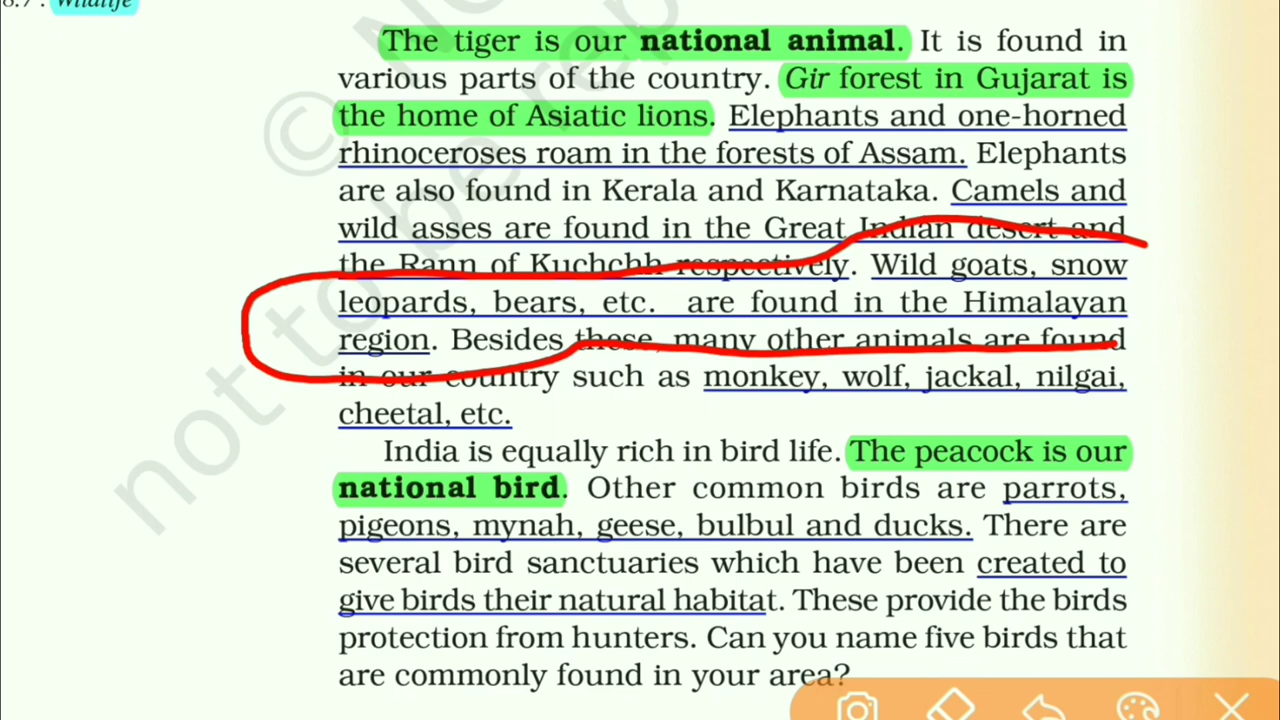 8.7 : Wildlife
The tiger is our national animal. It is found in
various parts of the country. Gir forest in Gujarat is
the home of Asiatic lions. Elephants and one-horned
rhinoceroses roam in the forests of Assam. Elephants
are also found in Kerala and Karnataka. Camels and
wild asses are found in the Great Indian desert and
the Rann of Kuchchh respectively. Wild goats, snow
leopards, bears, etc. are found in the Himalayan
region. Besides these, many other animals are found
in our country such as monkey, wolf, jackal, nilgai,
cheetal, etc.
India is equally rich in bird life. The peacock is our
national bird. Other common birds are parrots,
pigeons, mynah, geese, bulbul and ducks. There are
several bird sanctuaries which have been created to
give birds their natural habitat. These provide the birds
protection from hunters. Can you name five birds that
are commonly found in your area?
© N
not to be rep